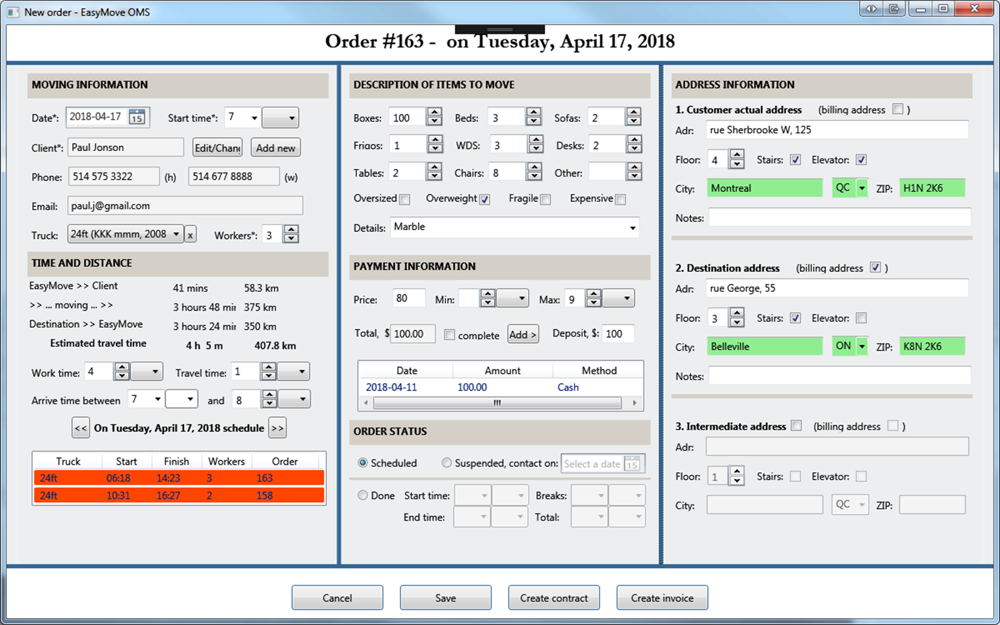 New order - EasyMove OMS
Order #163 - on Tuesday, April 17, 2018
MOVING INFORMATION
Date*: 2018-04-17 15 Start time*: 7
Client*: Paul Jonson Edit/Chan Add new
Phone: 514 575 3322 (h) 514 677 8888 (w)
Email: paul.j@gmail.com
Truck: 24ft (KKK mmm, 2008 x Workers*: 3
TIME AND DISTANCE
EasyMove >> Client 41 mins 58.3 km
>> ... moving ... >> 3 hours 48 min 375 km
Destination >> EasyMove 3 hours 24 min 350 km
Estimated travel time 4 h 5 m 407.8 km
Work time: 4 Travel time: 1
Arrive time between 7 and 8
<< On Tuesday, April 17, 2018 schedule >>
Truck Start Finish Workers Order
24ft 06:18 14:23 3 163
24ft 10:31 16:27 2 158
DESCRIPTION OF ITEMS TO MOVE
Boxes: 100 Beds: 3 Sofas: 2
Frigos: 1 WDS: 3 Desks: 2
Tables: 2 Chairs: 8 Other:
Oversized Overweight Fragile Expensive
Details: Marble
PAYMENT INFORMATION
Price: 80 Min: Max: 9
Total, $ 100.00 complete Add > Deposit, $: 100
Date Amount Method
2018-04-11 100.00 Cash
ORDER STATUS
Scheduled Suspended, contact on: Select a date 15
Done Start time: Breaks:
End time: Total:
ADDRESS INFORMATION
1. Customer actual address (billing address )
Adr: rue Sherbrooke W, 125
Floor: 4 Stairs: Elevator:
City: Montreal QC ZIP: H1N 2K6
Notes:
2. Destination address (billing address )
Adr: rue George, 55
Floor: 3 Stairs: Elevator:
City: Belleville ON ZIP: K8N 2K6
Notes:
3. Intermediate address (billing address )
Adr:
Floor: 1 Stairs: Elevator:
City: QC ZIP:
Cancel Save Create contract Create invoice